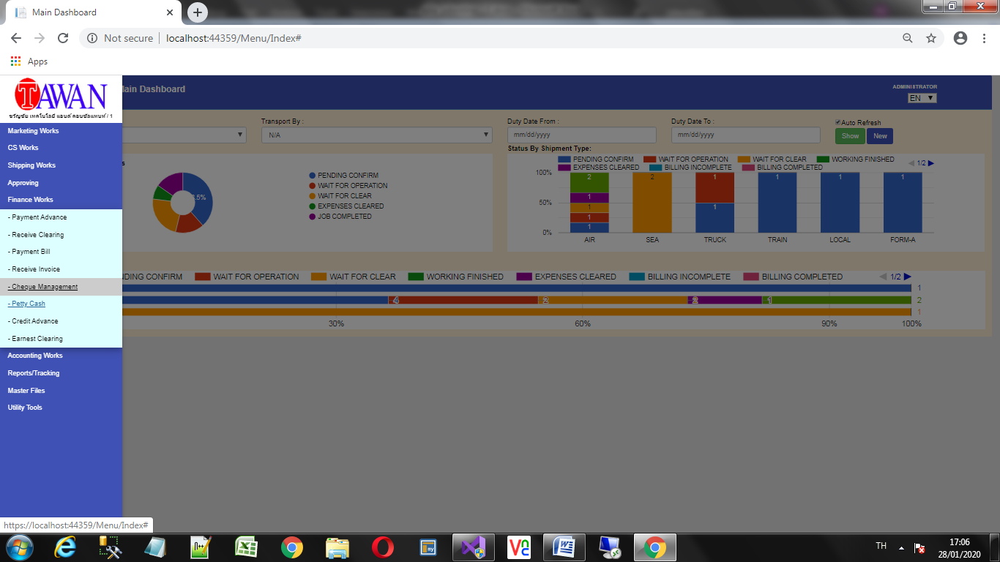 Main Dashboard
Not secure
localhost:44359/Menu/Index#
Apps
TAWAN
ชวัญชัย เทคโนโลยี แอนด์ คอนซัลแทนท์ / 1
ain Dashboard
ADMINISTRATOR
EN
Marketing Works
CS Works
Shipping Works
Approving
Finance Works
- Payment Advance
- Receive Clearing
- Payment Bill
- Receive Invoice
- Cheque Management
- Petty Cash
- Credit Advance
- Earnest Clearing
Accounting Works
Reports/Tracking
Master Files
Utility Tools
Transport By :
N/A
Duty Date From :
mm/dd/yyyy
Duty Date To :
mm/dd/yyyy
Auto Refresh
Show New
s
.5%
PENDING CONFIRM
WAIT FOR OPERATION
WAIT FOR CLEAR
EXPENSES CLEARED
JOB COMPLETED
Status By Shipment Type:
PENDING CONFIRM WAIT FOR OPERATION WAIT FOR CLEAR WORKING FINISHED 1/2
EXPENSES CLEARED BILLING INCOMPLETE BILLING COMPLETED
100%
50%
0%
2 2 1 1 1 1
1
1
1 1
1
AIR SEA TRUCK TRAIN LOCAL FORM-A
DING CONFIRM WAIT FOR OPERATION WAIT FOR CLEAR WORKING FINISHED EXPENSES CLEARED BILLING INCOMPLETE BILLING COMPLETED 1/2
1
4 2 2 1 2
1
30% 60% 90% 100%
https://localhost:44359/Menu/Index#
TH
17:06
28/01/2020